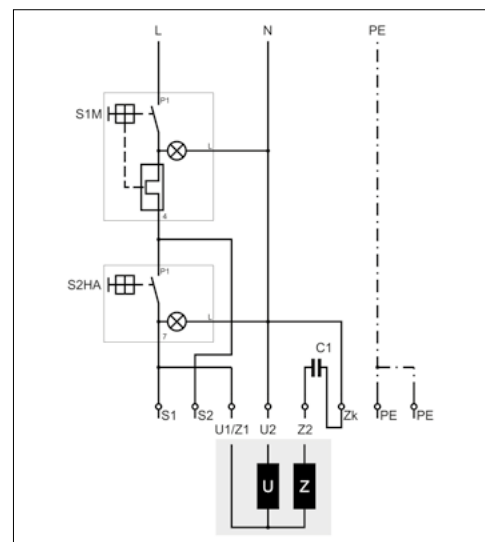 L N PE
P1
S1M
L
4
P1
S2HA
L
7
C1
S1 S2 U1/Z1 U2 Z2 Zk PE PE
U Z